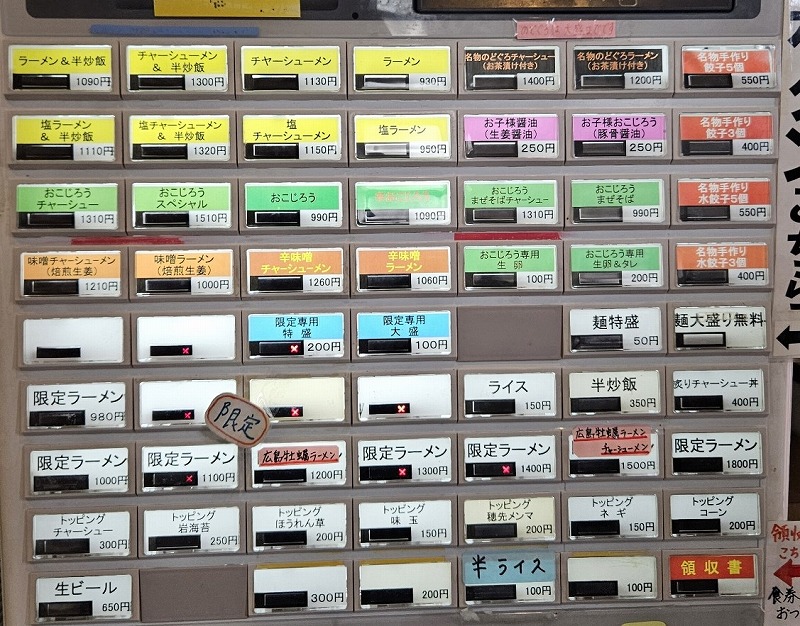 ラーメン&半炒飯
1090円
チャーシューメン
& 半炒飯
1300円
チャーシューメン
1130円
ラーメン
930円
名物のどぐろチャーシュー
(お茶漬け付き)
1400円
名物のどぐろラーメン
(お茶漬け付き)
1200円
名物手作り
餃子5個
550円
塩ラーメン
& 半炒飯
1110円
塩チャーシューメン
& 半炒飯
1320円
塩
チャーシューメン
1150円
塩ラーメン
950円
お子様醤油
(生姜醤油)
250円
お子様おこじろう
(豚骨醤油)
250円
名物手作り
餃子3個
400円
おこじろう
チャーシュー
1310円
おこじろう
スペシャル
1510円
おこじろう
990円
1090円
おこじろう
まぜそばチャーシュー
1310円
おこじろう
まぜそば
990円
名物手作り
水餃子5個
550円
味噌チャーシューメン
(焙煎生姜)
1210円
味噌ラーメン
(焙煎生姜)
1000円
辛味噌
チャーシューメン
1260円
辛味噌
ラーメン
1060円
おこじろう専用
生卵
100円
おこじろう専用
生卵&タレ
200円
名物手作り
水餃子3個
400円
限定専用
特盛
200円
限定専用
大盛
100円
麺特盛
50円
麺大盛り無料
限定ラーメン
980円
限定
ライス
150円
半炒飯
350円
炙りチャーシュー丼
400円
限定ラーメン
1000円
限定ラーメン
1100円
広島牡蠣ラーメン
1200円
限定ラーメン
1300円
限定ラーメン
1400円
広島牡蠣ラーメン
チャーシューメン
1500円
限定ラーメン
1800円
トッピング
チャーシュー
300円
トッピング
岩海苔
250円
トッピング
ほうれん草
200円
トッピング
味玉
150円
トッピング
穂先メンマ
200円
トッピング
ネギ
150円
トッピング
コーン
200円
生ビール
650円
300円
200円
半ライス
100円
100円
領収書